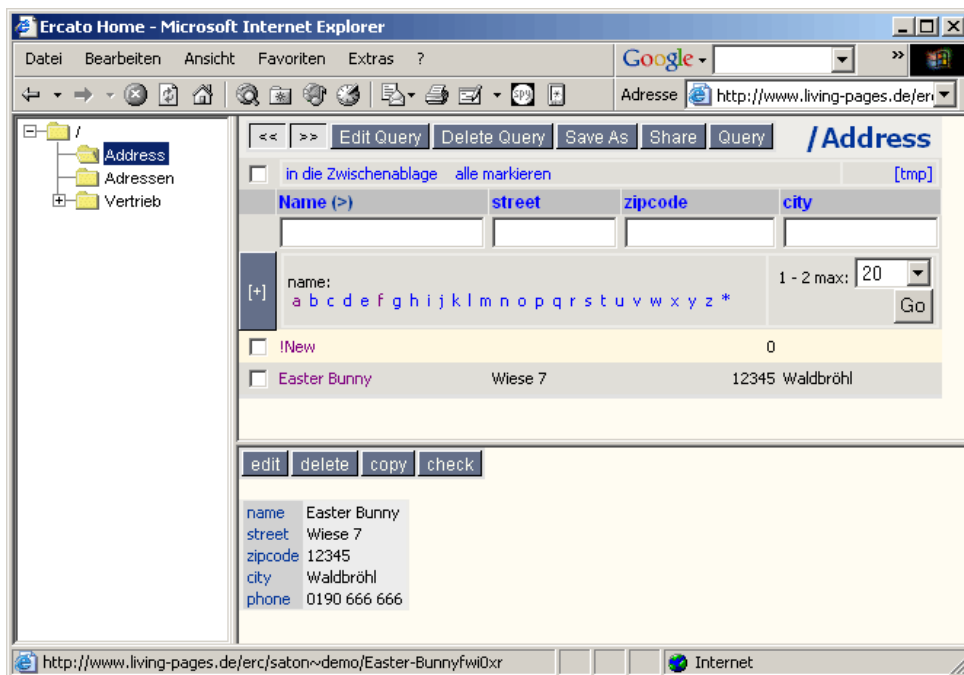 Ercato Home - Microsoft Internet Explorer
Datei Bearbeiten Ansicht Favoriten Extras ?
Google
»
Adresse http://www.living-pages.de/erc
/
Address
Adressen
Vertrieb
<< >> Edit Query Delete Query Save As Share Query /Address
in die Zwischenablage alle markieren [tmp]
Name (>) street zipcode city
[+] name:
a b c d e f g h i j k l m n o p q r s t u v w x y z *
1 - 2 max: 20
Go
!New 0
Easter Bunny Wiese 7 12345 Waldbröhl
edit delete copy check
name Easter Bunny
street Wiese 7
zipcode 12345
city Waldbröhl
phone 0190 666 666
http://www.living-pages.de/erc/saton~demo/Easter-Bunnyfwi0xr Internet